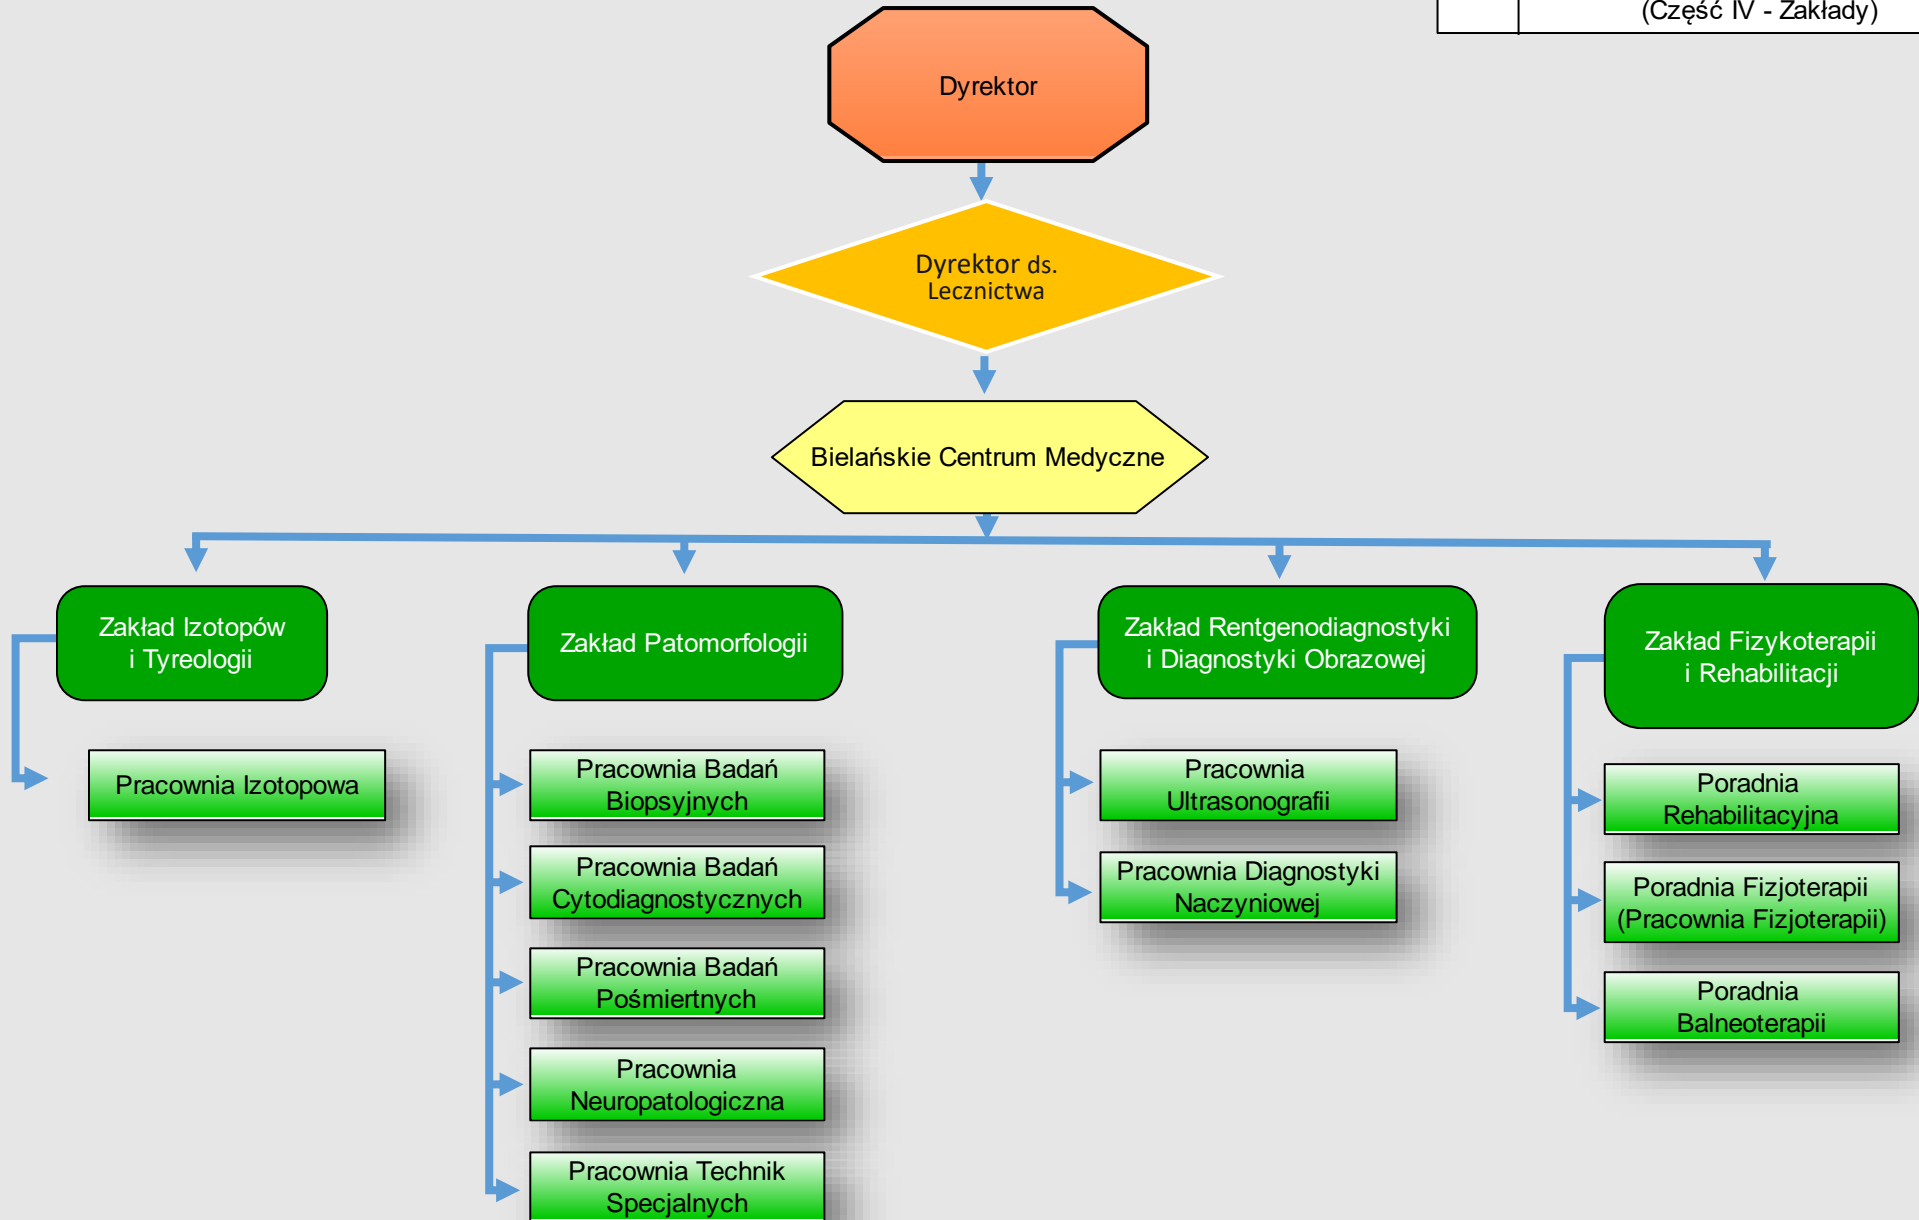 (Część IV - Zakłady)
Dyrektor
Dyrektor ds.
Lecznictwa
Bielańskie Centrum Medyczne
Zakład Izotopów
i Tyreologii
Pracownia Izotopowa
Zakład Patomorfologii
Pracownia Badań
Biopsyjnych
Pracownia Badań
Cytodiagnostycznych
Pracownia Badań
Pośmiertnych
Pracownia
Neuropatologiczna
Pracownia Technik
Specjalnych
Zakład Rentgenodiagnostyki
i Diagnostyki Obrazowej
Pracownia
Ultrasonografii
Pracownia Diagnostyki
Naczyniowej
Zakład Fizykoterapii
i Rehabilitacji
Poradnia
Rehabilitacyjna
Poradnia Fizjoterapii
(Pracownia Fizjoterapii)
Poradnia
Balneoterapii